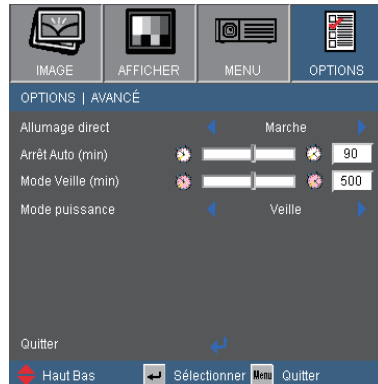 IMAGE AFFICHER MENU OPTIONS
OPTIONS | AVANCÉ
Allumage direct Marche
Arrêt Auto (min) 90
Mode Veille (min) 500
Mode puissance Veille
Quitter
Haut Bas Sélectionner Menu Quitter